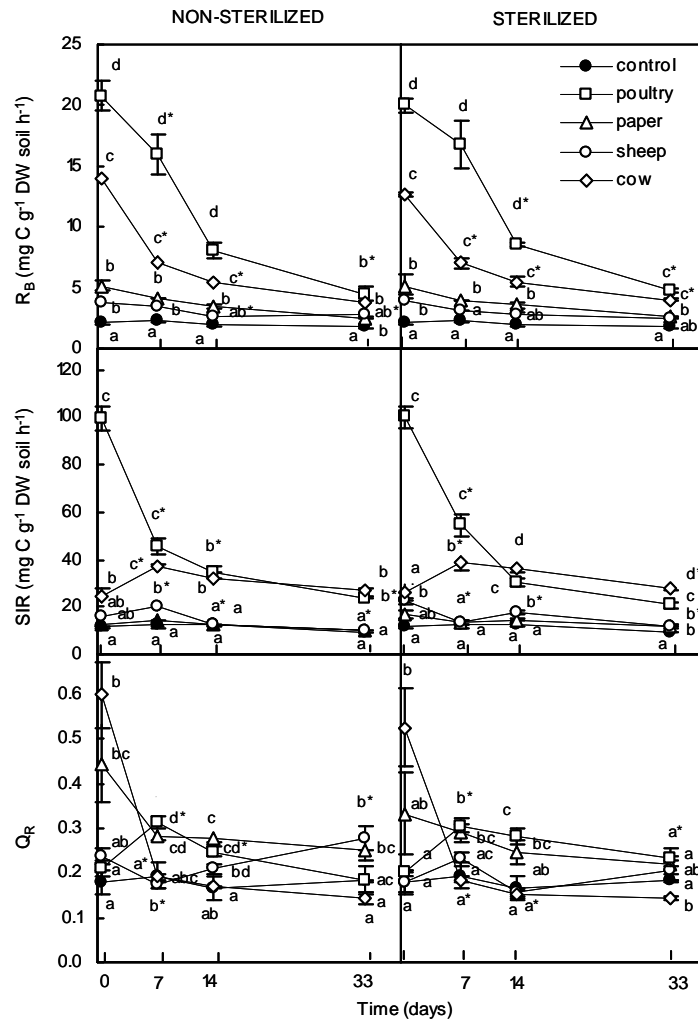 NON-STERILIZED STERILIZED
25
20
15
10
5
0
R_B (mg C g⁻¹ DW soil h⁻¹)
d
d*
d
b*
c
c*
c*
b
b
b
ab*
b
b
ab*
b
a
a
a
a
control
poultry
paper
sheep
cow
d
d
d*
c
c*
c*
c*
b
b
b
b
b
a
ab
ab
a
a
a
a
120
100
80
60
40
20
0
SIR (mg C g⁻¹ DW soil h⁻¹)
c
c*
b*
b
c*
b
b
b*
ab
ab
b*
a*
a
a*
a
a
a
a
c
c*
d
d*
a
b
c
c
ab
a*
b*
b*
a
a
b
a
a
a
0.6
0.5
0.4
0.3
0.2
0.1
0.0
Q_R
b
bc
d*
c
b*
ab
cd
cd*
bc
a
a*
abc
bd
ac
a
b*
ab
a
a
a
b
ab
b*
c
a*
bc
bc
a
a
ac
ab
ab
a
a
a
a*
a
a*
b
0 7 14 33 0 7 14 33
Time (days)